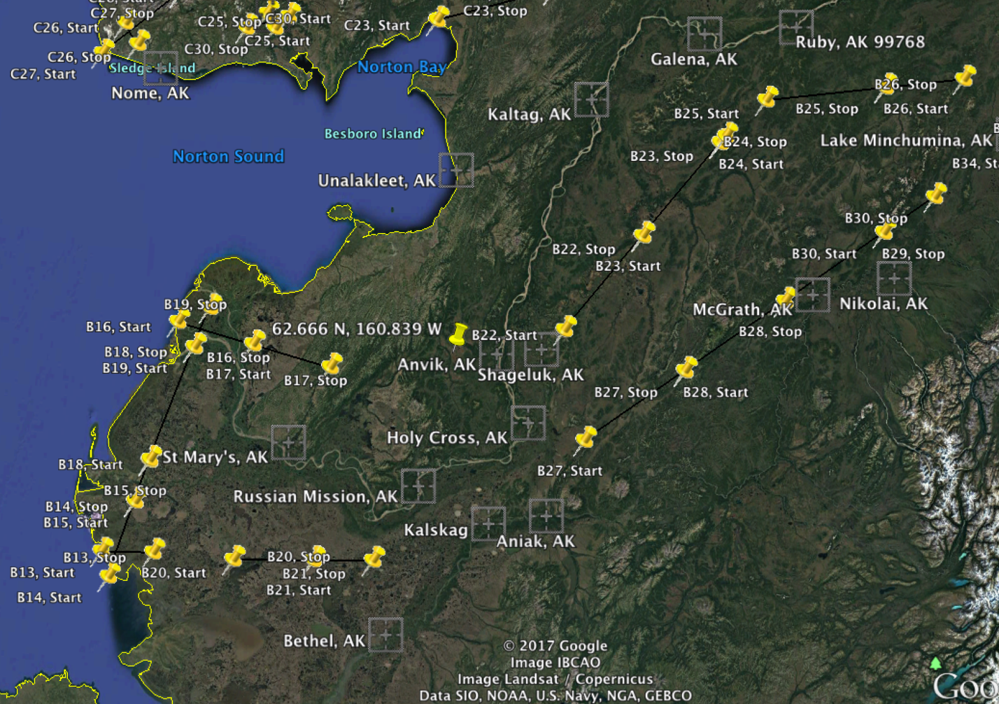 C27, Stop
C26, Start
C26, Stop
C27, Start
Sledge Island
Nome, AK
C25, Stop
C30, Start
C25, Start
C30, Stop
C23, Start
C23, Stop
Norton Bay
Galena, AK
Ruby, AK 99768
Kaltag, AK
B25, Start
B25, Stop
B26, Stop
B26, Start
Besboro Island
Norton Sound
B24, Stop
B23, Stop
B24, Start
Lake Minchumina, AK
Unalakleet, AK
B30, Stop
B22, Stop
B23, Start
B30, Start
B29, Stop
B19, Stop
B16, Start
62.666 N, 160.839 W
B22, Start
McGrath, AK
Nikolai, AK
B28, Stop
B18, Stop
B19, Start
B16, Stop
B17, Start
B17, Stop
Anvik, AK
Shageluk, AK
B27, Stop
B28, Start
Holy Cross, AK
St Mary's, AK
B18, Start
B27, Start
B15, Stop
B14, Stop
B15, Start
Russian Mission, AK
Kalskag
Aniak, AK
B13, Stop
B13, Start
B20, Start
B20, Stop
B21, Stop
B21, Start
B14, Start
Bethel, AK
© 2017 Google
Image IBCAO
Image Landsat / Copernicus
Data SIO, NOAA, U.S. Navy, NGA, GEBCO